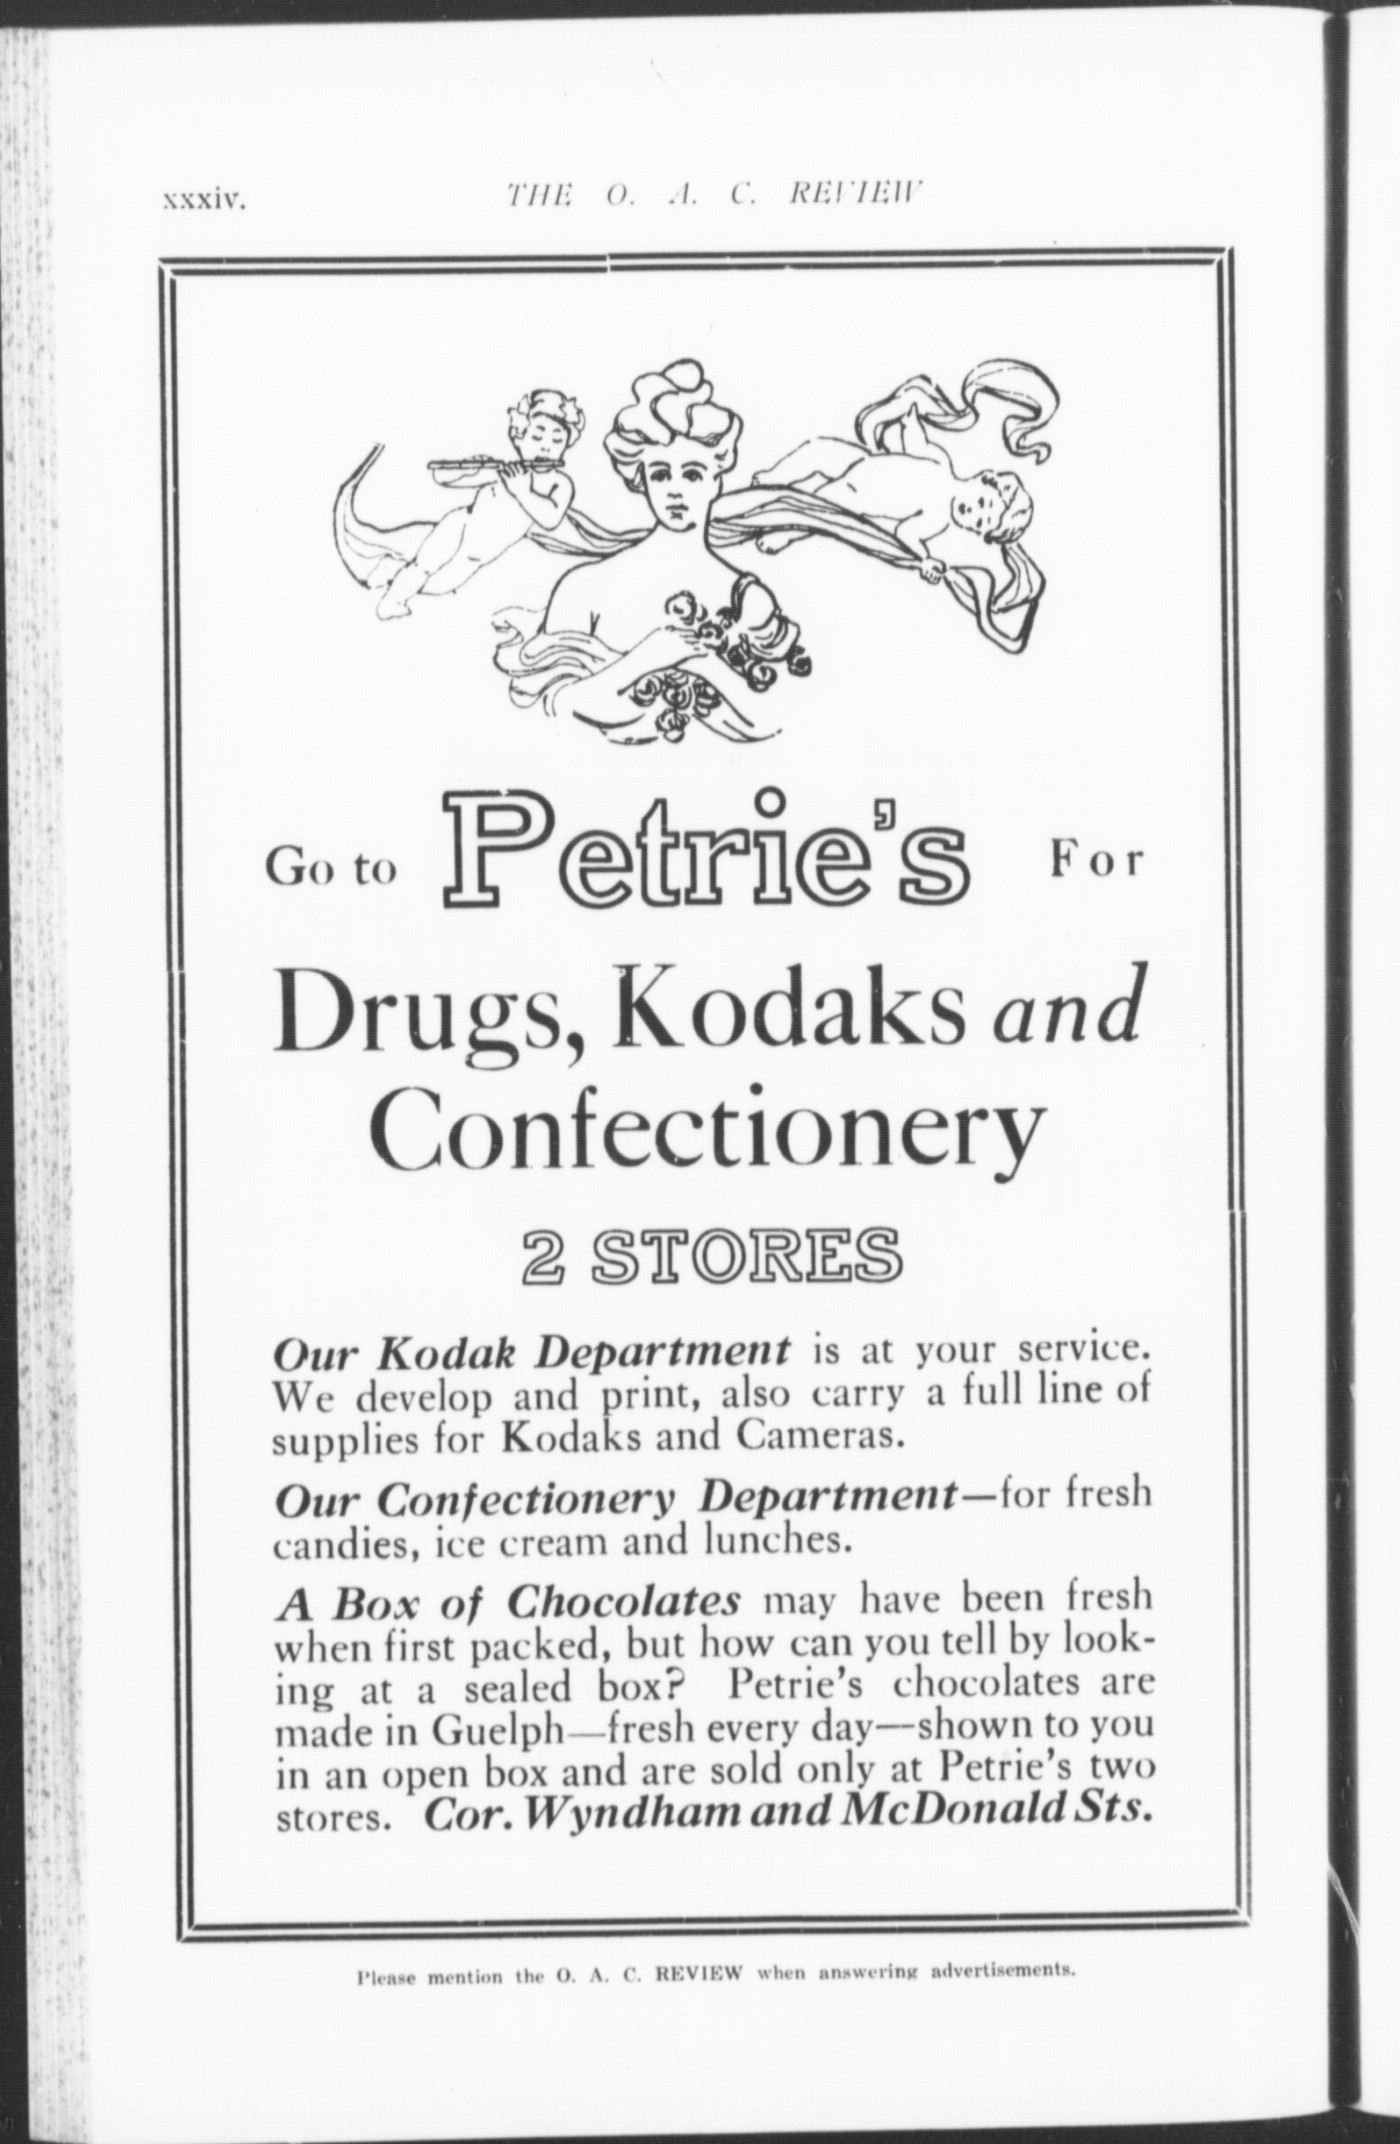 xxxiv. THE O. A. C. REVIEW
Go to Petrie's For
Drugs, Kodaks and
Confectionery
2 STORES
Our Kodak Department is at your service.
We develop and print, also carry a full line of
supplies for Kodaks and Cameras.
Our Confectionery Department—for fresh
candies, ice cream and lunches.
A Box of Chocolates may have been fresh
when first packed, but how can you tell by look-
ing at a sealed box? Petrie's chocolates are
made in Guelph—fresh every day—shown to you
in an open box and are sold only at Petrie's two
stores. Cor. Wyndham and McDonald Sts.
Please mention the O. A. C. REVIEW when answering advertisements.